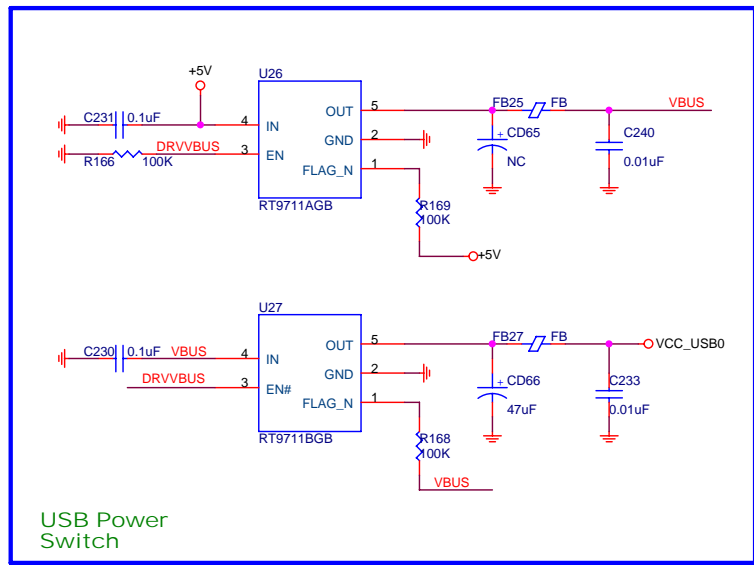 +5V
U26
C231 0.1uF
4 IN
OUT 5
FB25 FB
VBUS
CD65
NC
C240
0.01uF
GND 2
DRVVBUS
3 EN
R166 100K
FLAG_N 1
RT9711AGB
R169
100K
+5V
U27
C230 0.1uF
VBUS
4 IN
OUT 5
FB27 FB
VCC_USB0
GND 2
DRVVBUS
3 EN#
CD66
47uF
C233
0.01uF
FLAG_N 1
RT9711BGB
R168
100K
VBUS
USB Power
Switch